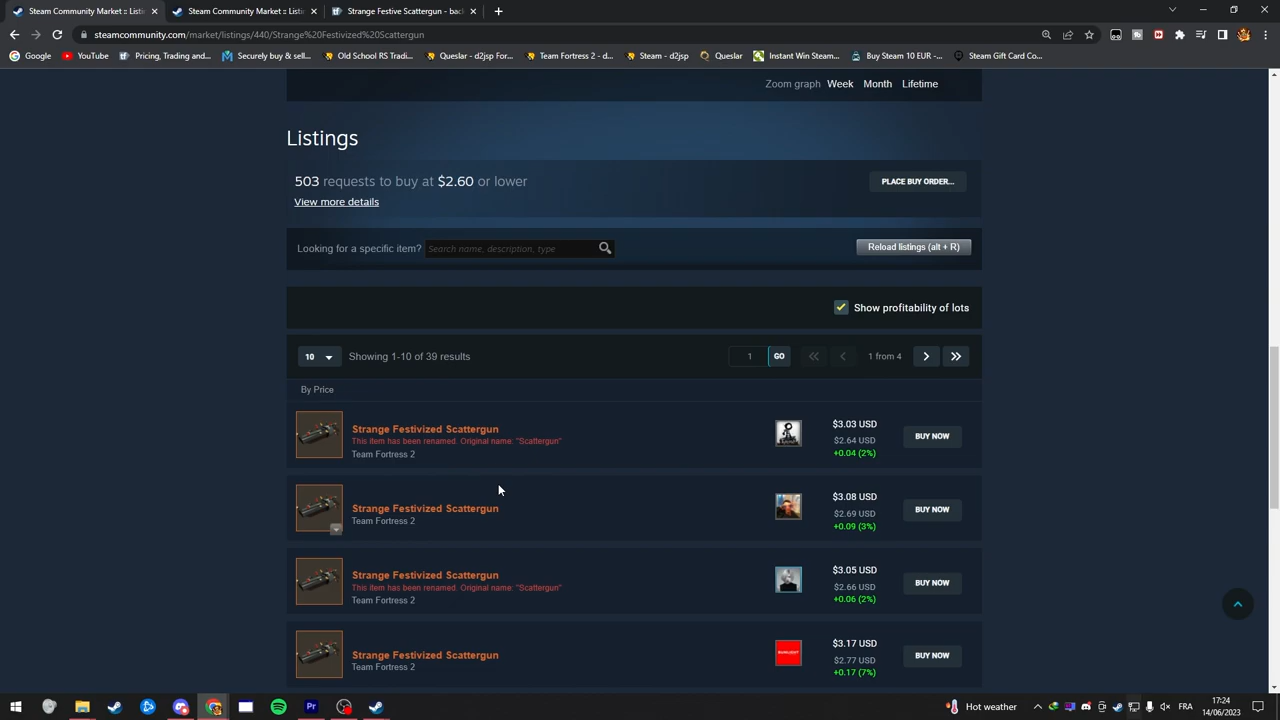 Steam Community Market :: Listi
Steam Community Market :: Listi
Strange Festivized Scattergun - ba
steamcommunity.com/market/listings/440/Strange%20Festivized%20Scattergun
Google
YouTube
Pricing, Trading and...
Securely buy & sell...
Old School RS Tradi...
Queslar - d2jsp For...
Team Fortress 2 - d...
Steam - d2jsp
Queslar
Instant Win Steam...
Buy Steam 10 EUR -...
Steam Gift Card Co...
Zoom graph Week Month Lifetime
Listings
503 requests to buy at $2.60 or lower
PLACE BUY ORDER...
View more details
Looking for a specific item? Search name, description, type
Reload listings (alt + R)
Show profitability of lots
10 Showing 1-10 of 39 results
1 GO 1 from 4
By Price
Strange Festivized Scattergun
This item has been renamed. Original name: "Scattergun"
Team Fortress 2
$3.03 USD
$2.64 USD
+0.04 (2%)
BUY NOW
Strange Festivized Scattergun
Team Fortress 2
$3.08 USD
$2.69 USD
+0.09 (3%)
BUY NOW
Strange Festivized Scattergun
This item has been renamed. Original name: "Scattergun"
Team Fortress 2
$3.05 USD
$2.66 USD
+0.06 (2%)
BUY NOW
Strange Festivized Scattergun
Team Fortress 2
$3.17 USD
$2.77 USD
+0.17 (7%)
BUY NOW
Pr
Hot weather
FRA
17:24
14/06/2023